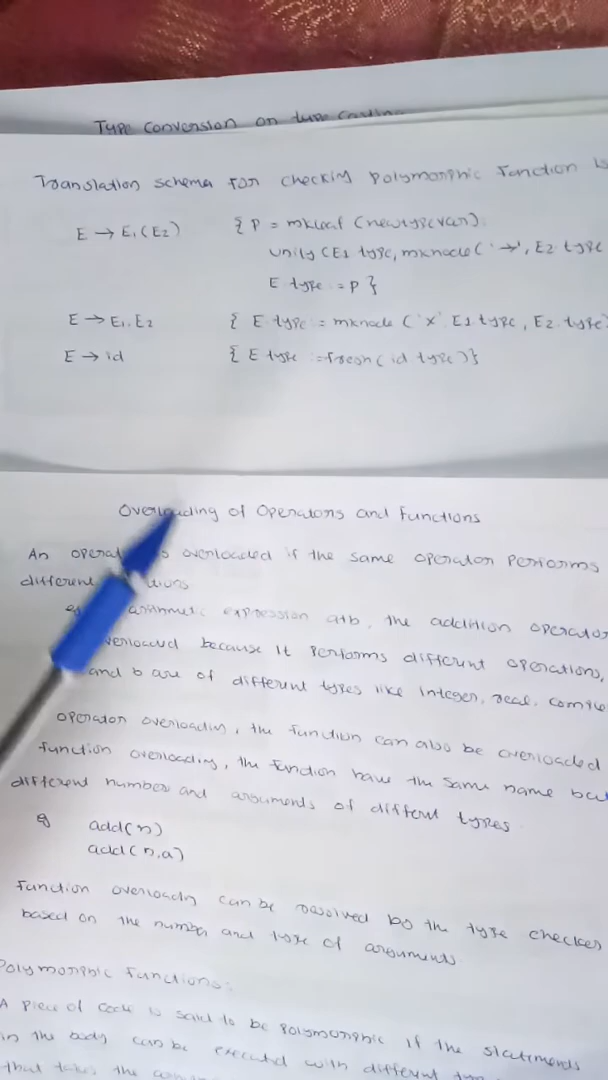 Type conversion on type casting
Translation schema for checking polymorphic function is
E → E1(E2) { P = mkleaf (newtypevar)
unify (E1 type, mknode ( '→', E2. type
E type := P }
E → E1, E2 { E. type := mknode ( 'x' E1 type, E2. type)
E → id { E type := fresh ( id type )}
Overloading of operators and functions
An overloaded if the same operator performs
different
arithmetic expression a+b, the addition operator
because it performs different operations,
and b are of different types like integer, real,
operator overloading, the function can also be overloaded
function overloading, the function have the same name but
different number and arguments of different types.
eg add(n)
add(n,a)
Function overloading can be resolved by the type checker
based on the number and type of arguments
Polymorphic functions:
A piece of code is said to be polymorphic if the statements
in the body can be executed with different
that takes the